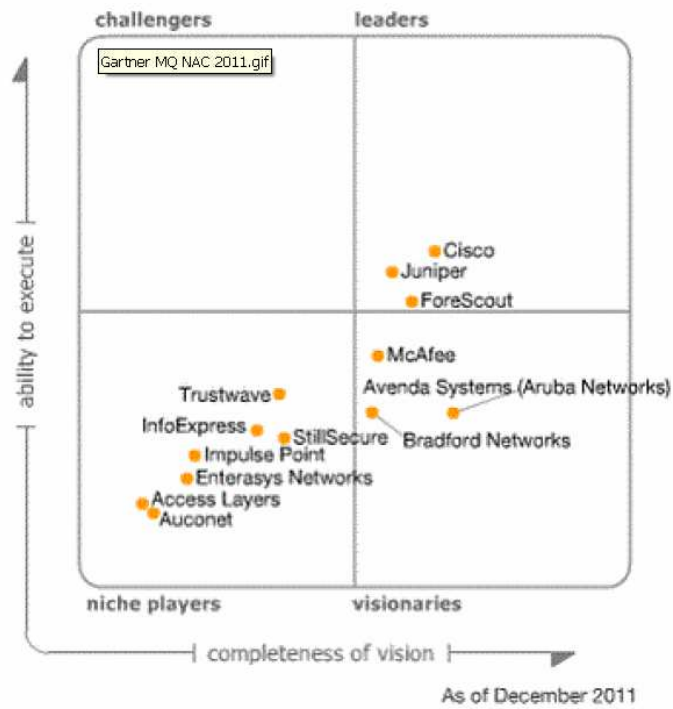 challengers
leaders
Gartner MQ NAC 2011.gif
ability to execute
Cisco
Juniper
ForeScout
McAfee
Trustwave
Avenda Systems (Aruba Networks)
InfoExpress
StillSecure
Bradford Networks
Impulse Point
Enterasys Networks
Access Layers
Auconet
niche players
visionaries
completeness of vision
As of December 2011